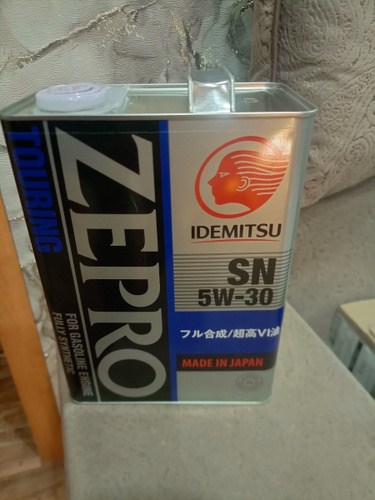 TOURING
ZEPRO
FOR GASOLINE ENGINE
FULLY SYNTHETIC
IDEMITSU
SN
5W-30
フル合成/超高VI油
MADE IN JAPAN